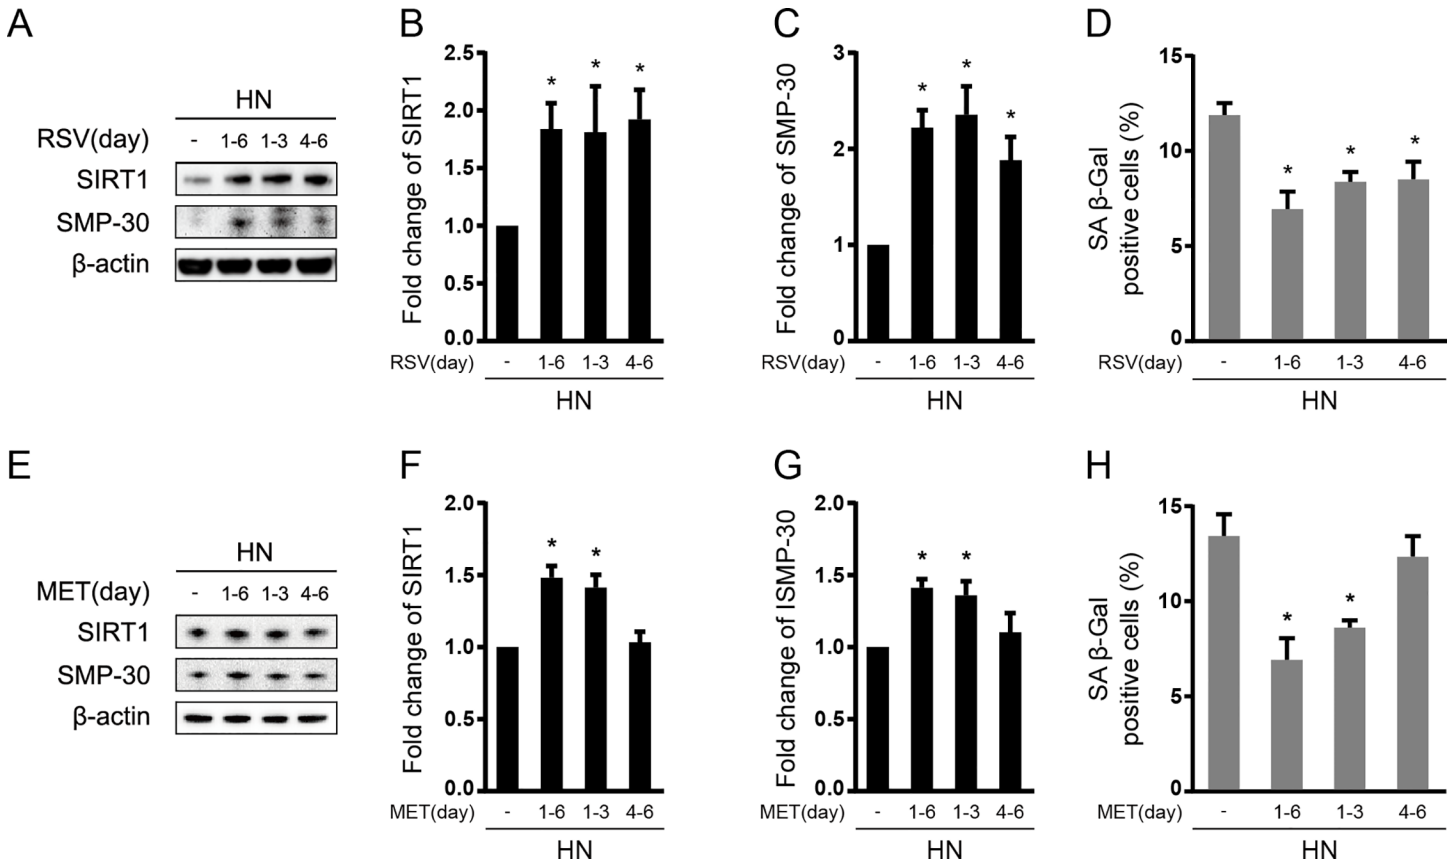 A
HN
RSV(day) - 1-6 1-3 4-6
SIRT1
SMP-30
β-actin
B
Fold change of SIRT1
2.5
2.0
1.5
1.0
0.5
0.0
* * *
RSV(day) - 1-6 1-3 4-6
HN
C
Fold change of SMP-30
3
2
1
0
* * *
RSV(day) - 1-6 1-3 4-6
HN
D
SA β-Gal
positive cells (%)
15
10
5
0
* * *
RSV(day) - 1-6 1-3 4-6
HN
E
HN
MET(day) - 1-6 1-3 4-6
SIRT1
SMP-30
β-actin
F
Fold change of SIRT1
2.0
1.5
1.0
0.5
0.0
* *
MET(day) - 1-6 1-3 4-6
HN
G
Fold change of ISMP-30
2.0
1.5
1.0
0.5
0.0
* *
MET(day) - 1-6 1-3 4-6
HN
H
SA β-Gal
positive cells (%)
15
10
5
0
* *
MET(day) - 1-6 1-3 4-6
HN